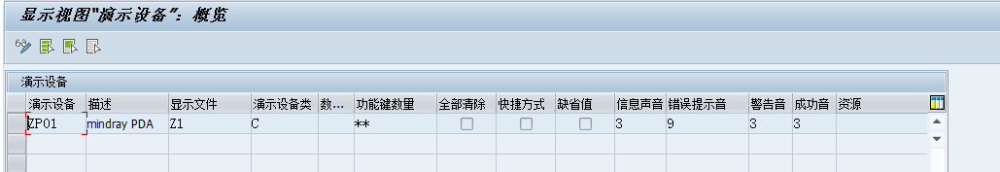 显示视图"演示设备"：概览
演示设备
演示设备 描述 显示文件 演示设备类 数... 功能键数量 全部清除 快捷方式 缺省值 信息声音 错误提示音 警告音 成功音 资源
ZP01 mindray PDA Z1 C ** 3 9 3 3